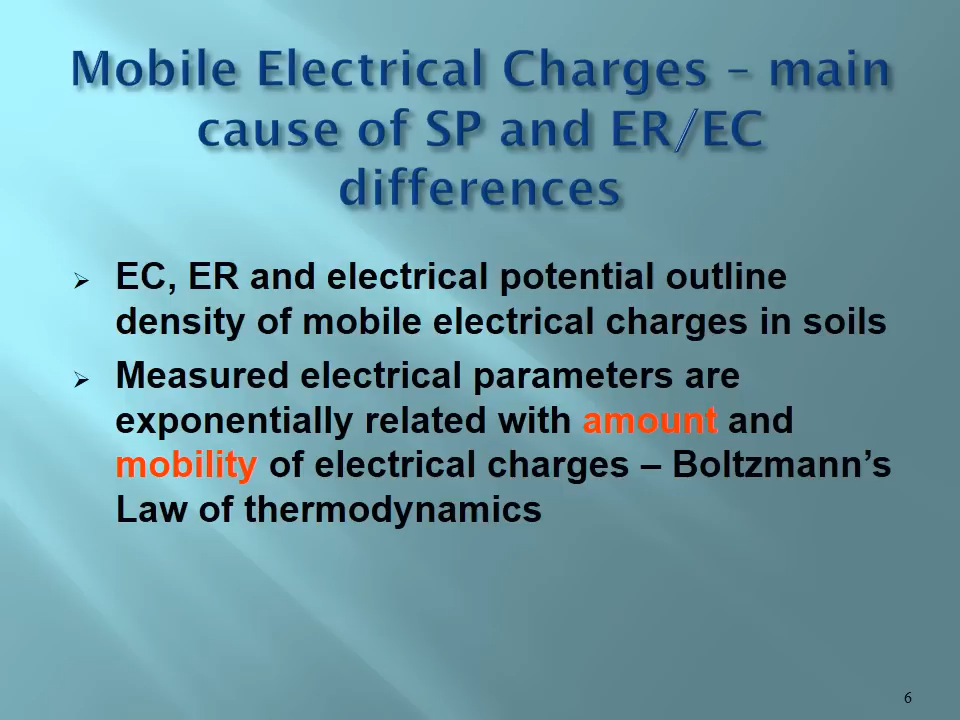 Mobile Electrical Charges – main
cause of SP and ER/EC
differences
➢ EC, ER and electrical potential outline
density of mobile electrical charges in soils
➢ Measured electrical parameters are
exponentially related with amount and
mobility of electrical charges – Boltzmann’s
Law of thermodynamics
6